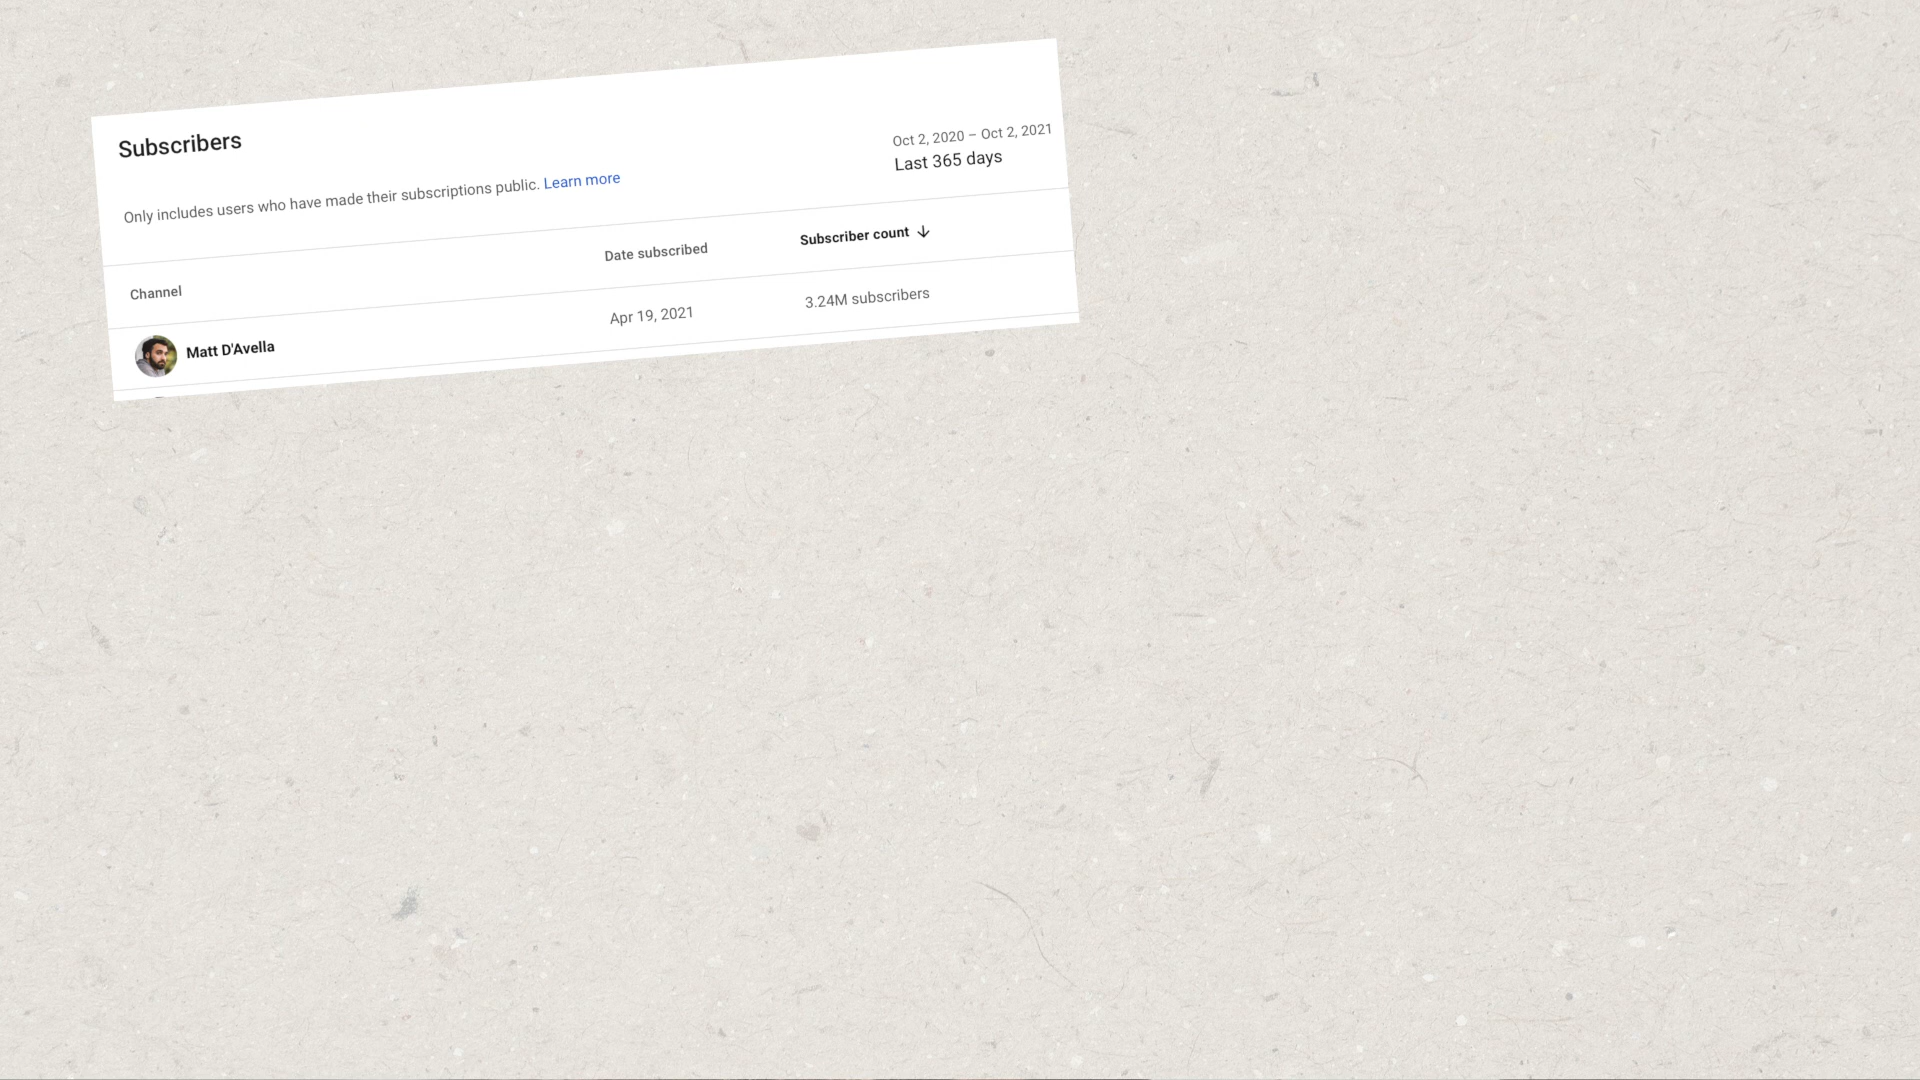 Subscribers
Oct 2, 2020 – Oct 2, 2021
Last 365 days
Only includes users who have made their subscriptions public. Learn more
Channel Date subscribed Subscriber count ↓
Matt D'Avella Apr 19, 2021 3.24M subscribers